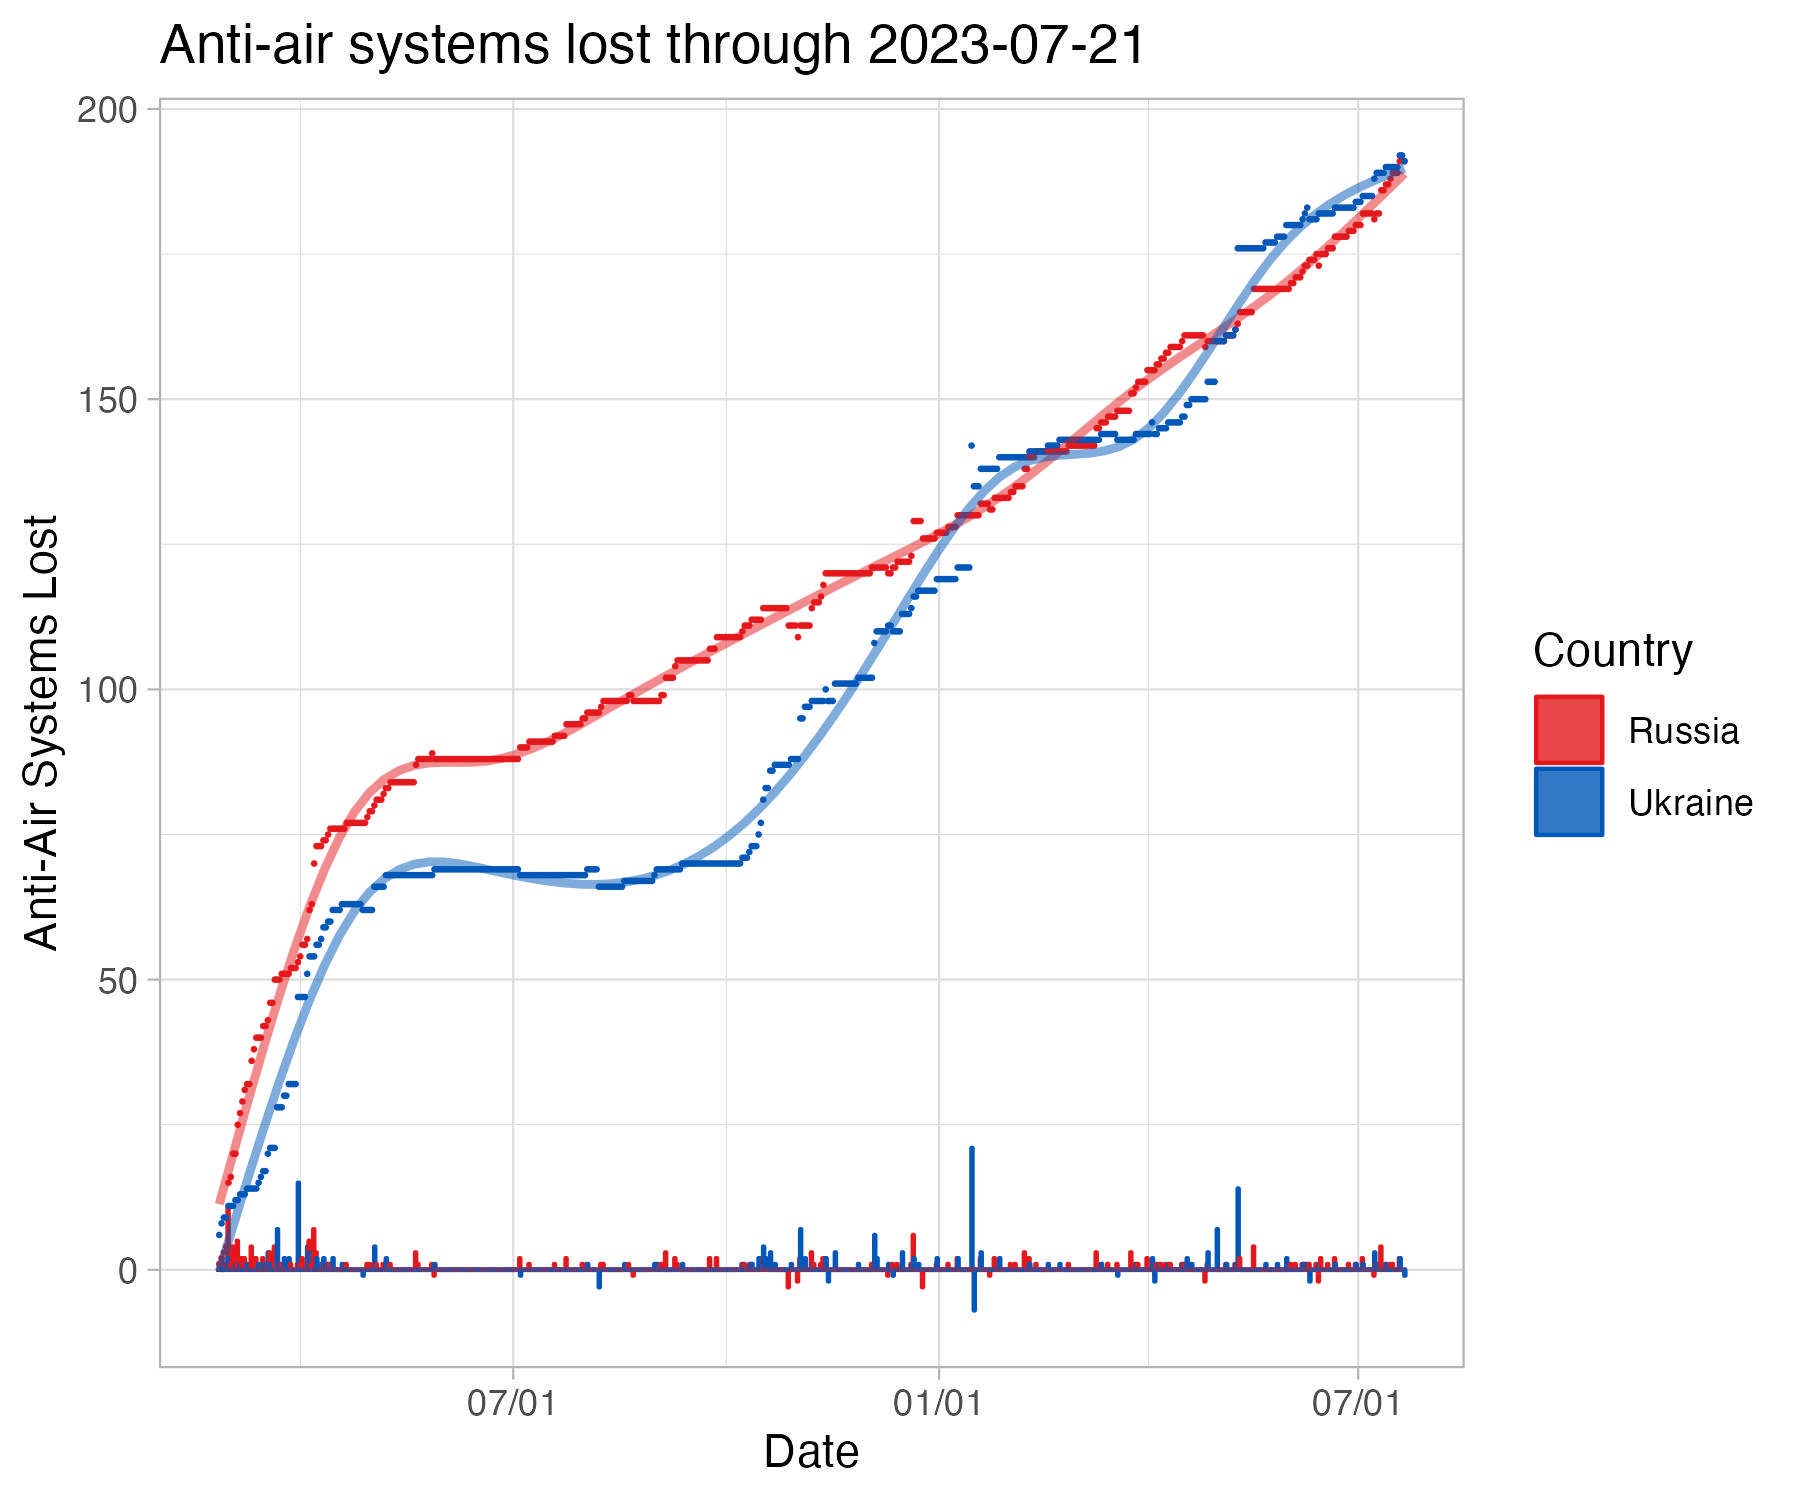 Anti-air systems lost through 2023-07-21
Anti-Air Systems Lost
200
150
100
50
0
07/01
01/01
07/01
Date
Country
Russia
Ukraine